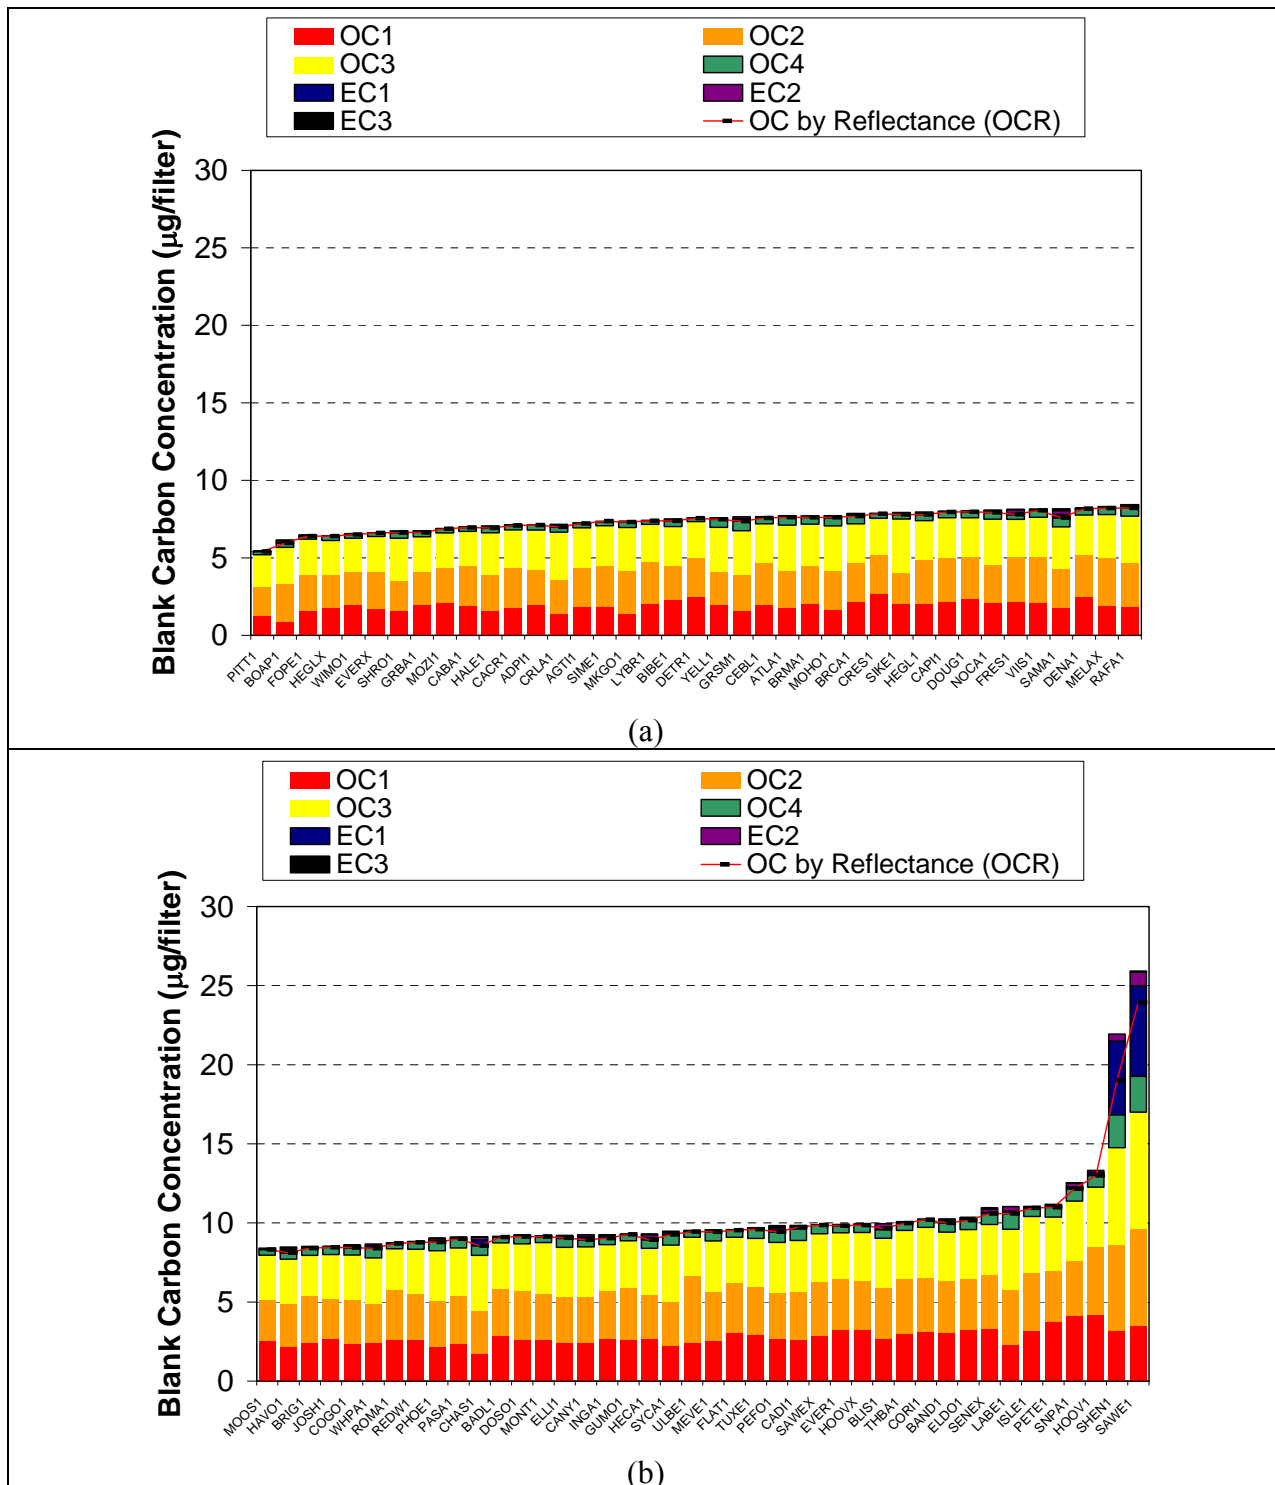 OC1 OC2
OC3 OC4
EC1 EC2
EC3 OC by Reflectance (OCR)
Blank Carbon Concentration (µg/filter)
30
25
20
15
10
5
0
PITT1 BOAP1 FOPE1 HEGLX WIMO1 EVERX SHRO1 GRBA1 MOZI1 CABA1 HALE1 CACR1 ADPI1 CRLA1 AGTI1 SIME1 MKGO1 LYBR1 BIBE1 DETR1 YELL1 GRSM1 CEBL1 ATLA1 BRMA1 MOHO1 BRCA1 CRES1 SIKE1 HEGL1 CAPI1 DOUG1 NOCA1 FRES1 VIIS1 SAMA1 DENA1 MELAX RAFA1
(a)
OC1 OC2
OC3 OC4
EC1 EC2
EC3 OC by Reflectance (OCR)
Blank Carbon Concentration (µg/filter)
30
25
20
15
10
5
0
MOOS1 HAVO1 BRIG1 JOSH1 COGO1 WHPA1 ROMA1 REDW1 PHOE1 PASA1 CHAS1 BADL1 DOSO1 MONT1 ELLI1 CANY1 INGA1 GUMO1 HECA1 SYCA1 ULBE1 MEVE1 FLAT1 TUXE1 PEFO1 CADI1 SAWEX EVER1 HOOVX BLIS1 THBA1 CORI1 BAND1 ELDO1 SENEX LABE1 ISLE1 PETE1 SNPA1 HOOV1 SHEN1 SAWE1
(b)